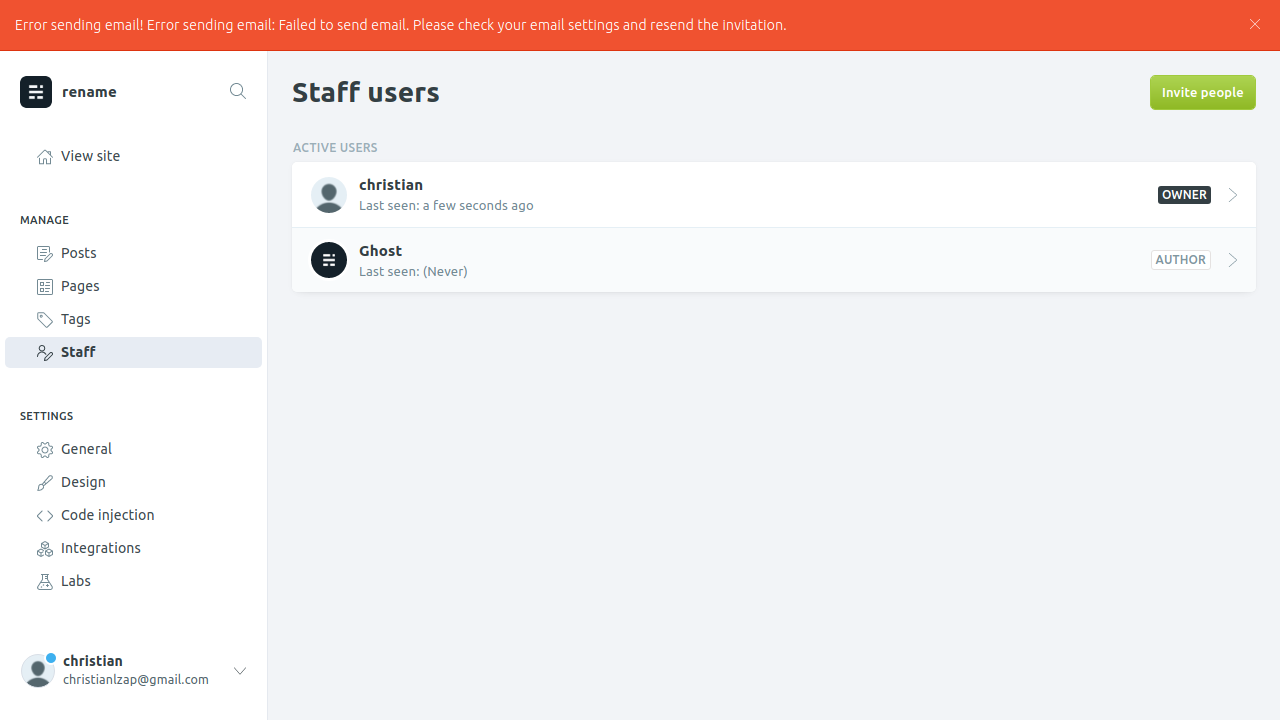 Error sending email! Error sending email: Failed to send email. Please check your email settings and resend the invitation.
rename
View site
MANAGE
Posts
Pages
Tags
Staff
SETTINGS
General
Design
Code injection
Integrations
Labs
christian
christianlzap@gmail.com
Staff users
Invite people
ACTIVE USERS
christian
Last seen: a few seconds ago
OWNER
Ghost
Last seen: (Never)
AUTHOR